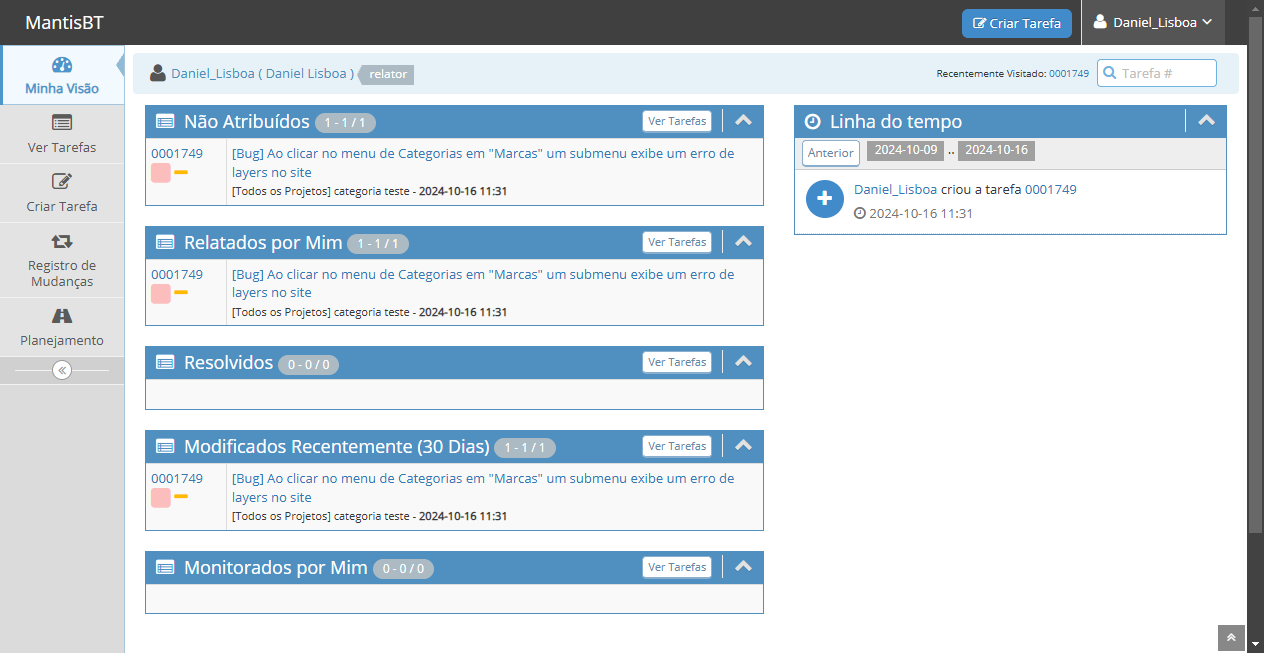 MantisBT
Criar Tarefa
Daniel_Lisboa
Minha Visão
Ver Tarefas
Criar Tarefa
Registro de
Mudanças
Planejamento
Daniel_Lisboa ( Daniel Lisboa ) relator
Recentemente Visitado: 0001749
Tarefa #
Não Atribuídos 1 - 1 / 1
Ver Tarefas
0001749
[Bug] Ao clicar no menu de Categorias em "Marcas" um submenu exibe um erro de
layers no site
[Todos os Projetos] categoria teste - 2024-10-16 11:31
Relatados por Mim 1 - 1 / 1
Ver Tarefas
0001749
[Bug] Ao clicar no menu de Categorias em "Marcas" um submenu exibe um erro de
layers no site
[Todos os Projetos] categoria teste - 2024-10-16 11:31
Resolvidos 0 - 0 / 0
Ver Tarefas
Modificados Recentemente (30 Dias) 1 - 1 / 1
Ver Tarefas
0001749
[Bug] Ao clicar no menu de Categorias em "Marcas" um submenu exibe um erro de
layers no site
[Todos os Projetos] categoria teste - 2024-10-16 11:31
Monitorados por Mim 0 - 0 / 0
Ver Tarefas
Linha do tempo
Anterior 2024-10-09 .. 2024-10-16
Daniel_Lisboa criou a tarefa 0001749
2024-10-16 11:31